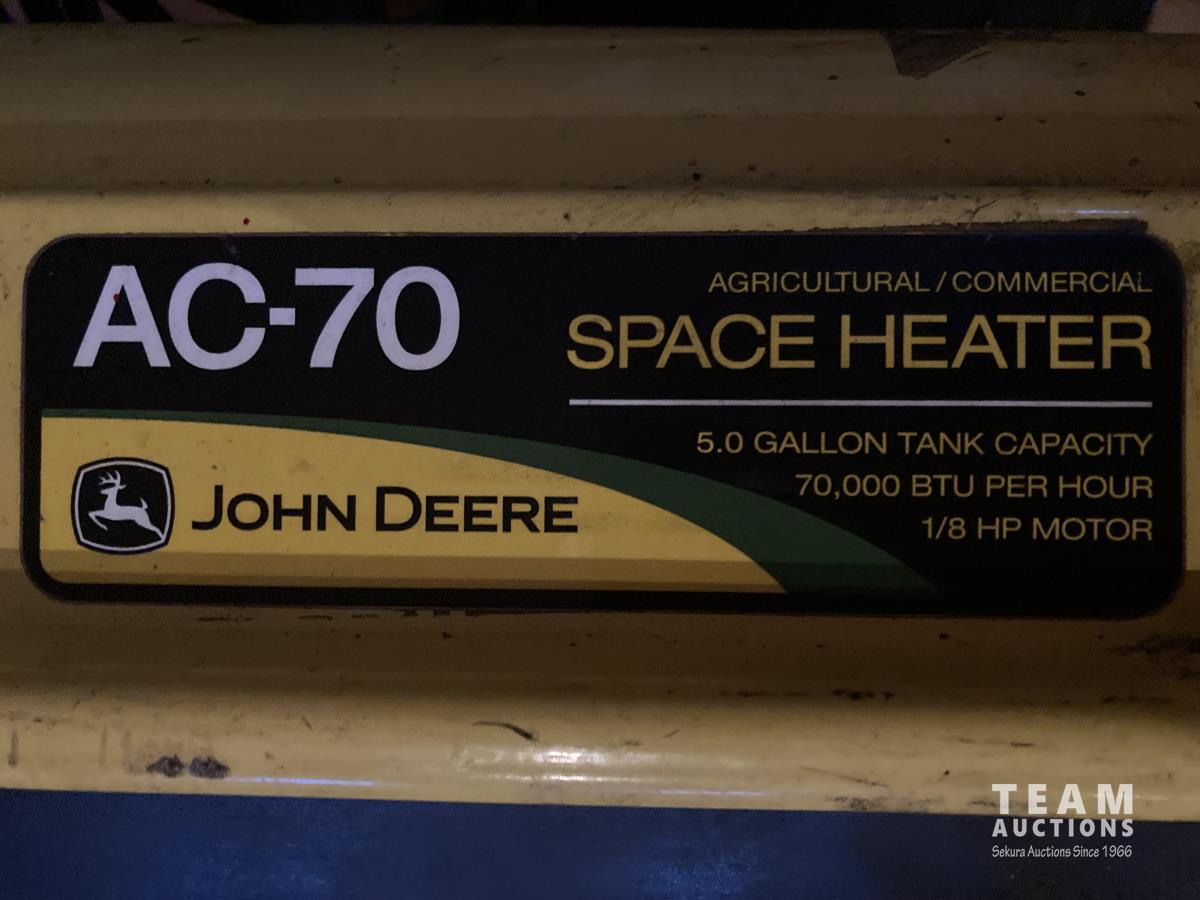 AC-70
AGRICULTURAL / COMMERCIAL
SPACE HEATER
5.0 GALLON TANK CAPACITY
70,000 BTU PER HOUR
1/8 HP MOTOR
JOHN DEERE
TEAM
AUCTIONS
Sekura Auctions Since 1966